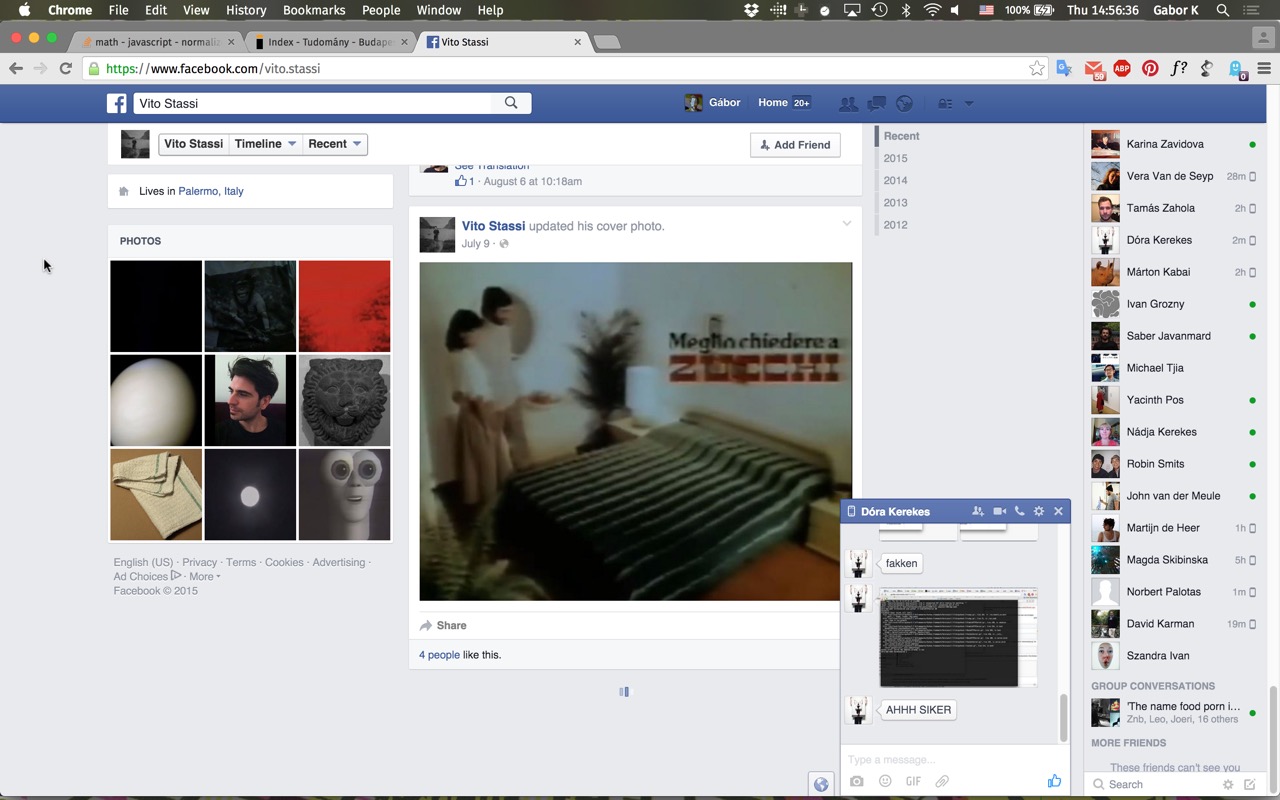 Chrome File Edit View History Bookmarks People Window Help 100% Thu 14:56:36 Gabor K
math - javascript - normaliz
Index - Tudomány - Budape
Vito Stassi
https://www.facebook.com/vito.stassi
ABP
f?
59
0
Vito Stassi
Gábor
Home 20+
Vito Stassi Timeline Recent
Add Friend
Lives in Palermo, Italy
PHOTOS
English (US) · Privacy · Terms · Cookies · Advertising ·
Ad Choices · More
Facebook © 2015
See Translation
1 · August 6 at 10:18am
Vito Stassi updated his cover photo.
July 9 ·
Meglio chiedere a
ZUCCHI
Share
4 people like this.
Recent
2015
2014
2013
2012
Dóra Kerekes
fakken
AHHH SIKER
Type a message...
GIF
Karina Zavidova
Vera Van de Seyp 28m
Tamás Zahola 2h
Dóra Kerekes 2m
Márton Kabai 2h
Ivan Grozny
Saber Javanmard
Michael Tjia
Yacinth Pos
Nádja Kerekes
Robin Smits
John van der Meule
Martijn de Heer 1h
Magda Skibinska 5h
Norbert Palotas 1m
David Karman 19m
Szandra Ivan
GROUP CONVERSATIONS
'The name food porn i...
Znb, Leo, Joeri, 16 others
MORE FRIENDS
These friends can't see you
Search